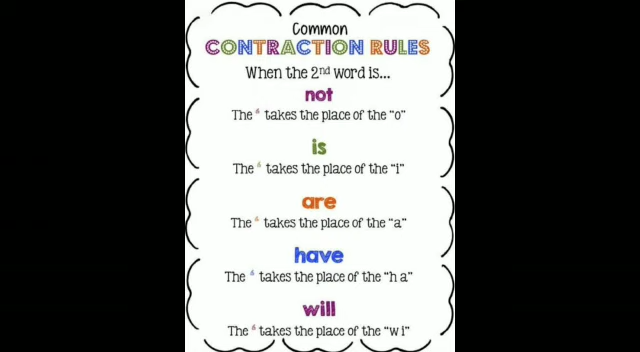 Common
CONTRACTION RULES
When the 2nd word is...
not
The ‘ takes the place of the "o"
is
The ‘ takes the place of the "i"
are
The ‘ takes the place of the "a"
have
The ‘ takes the place of the "h a"
will
The ‘ takes the place of the "w i"